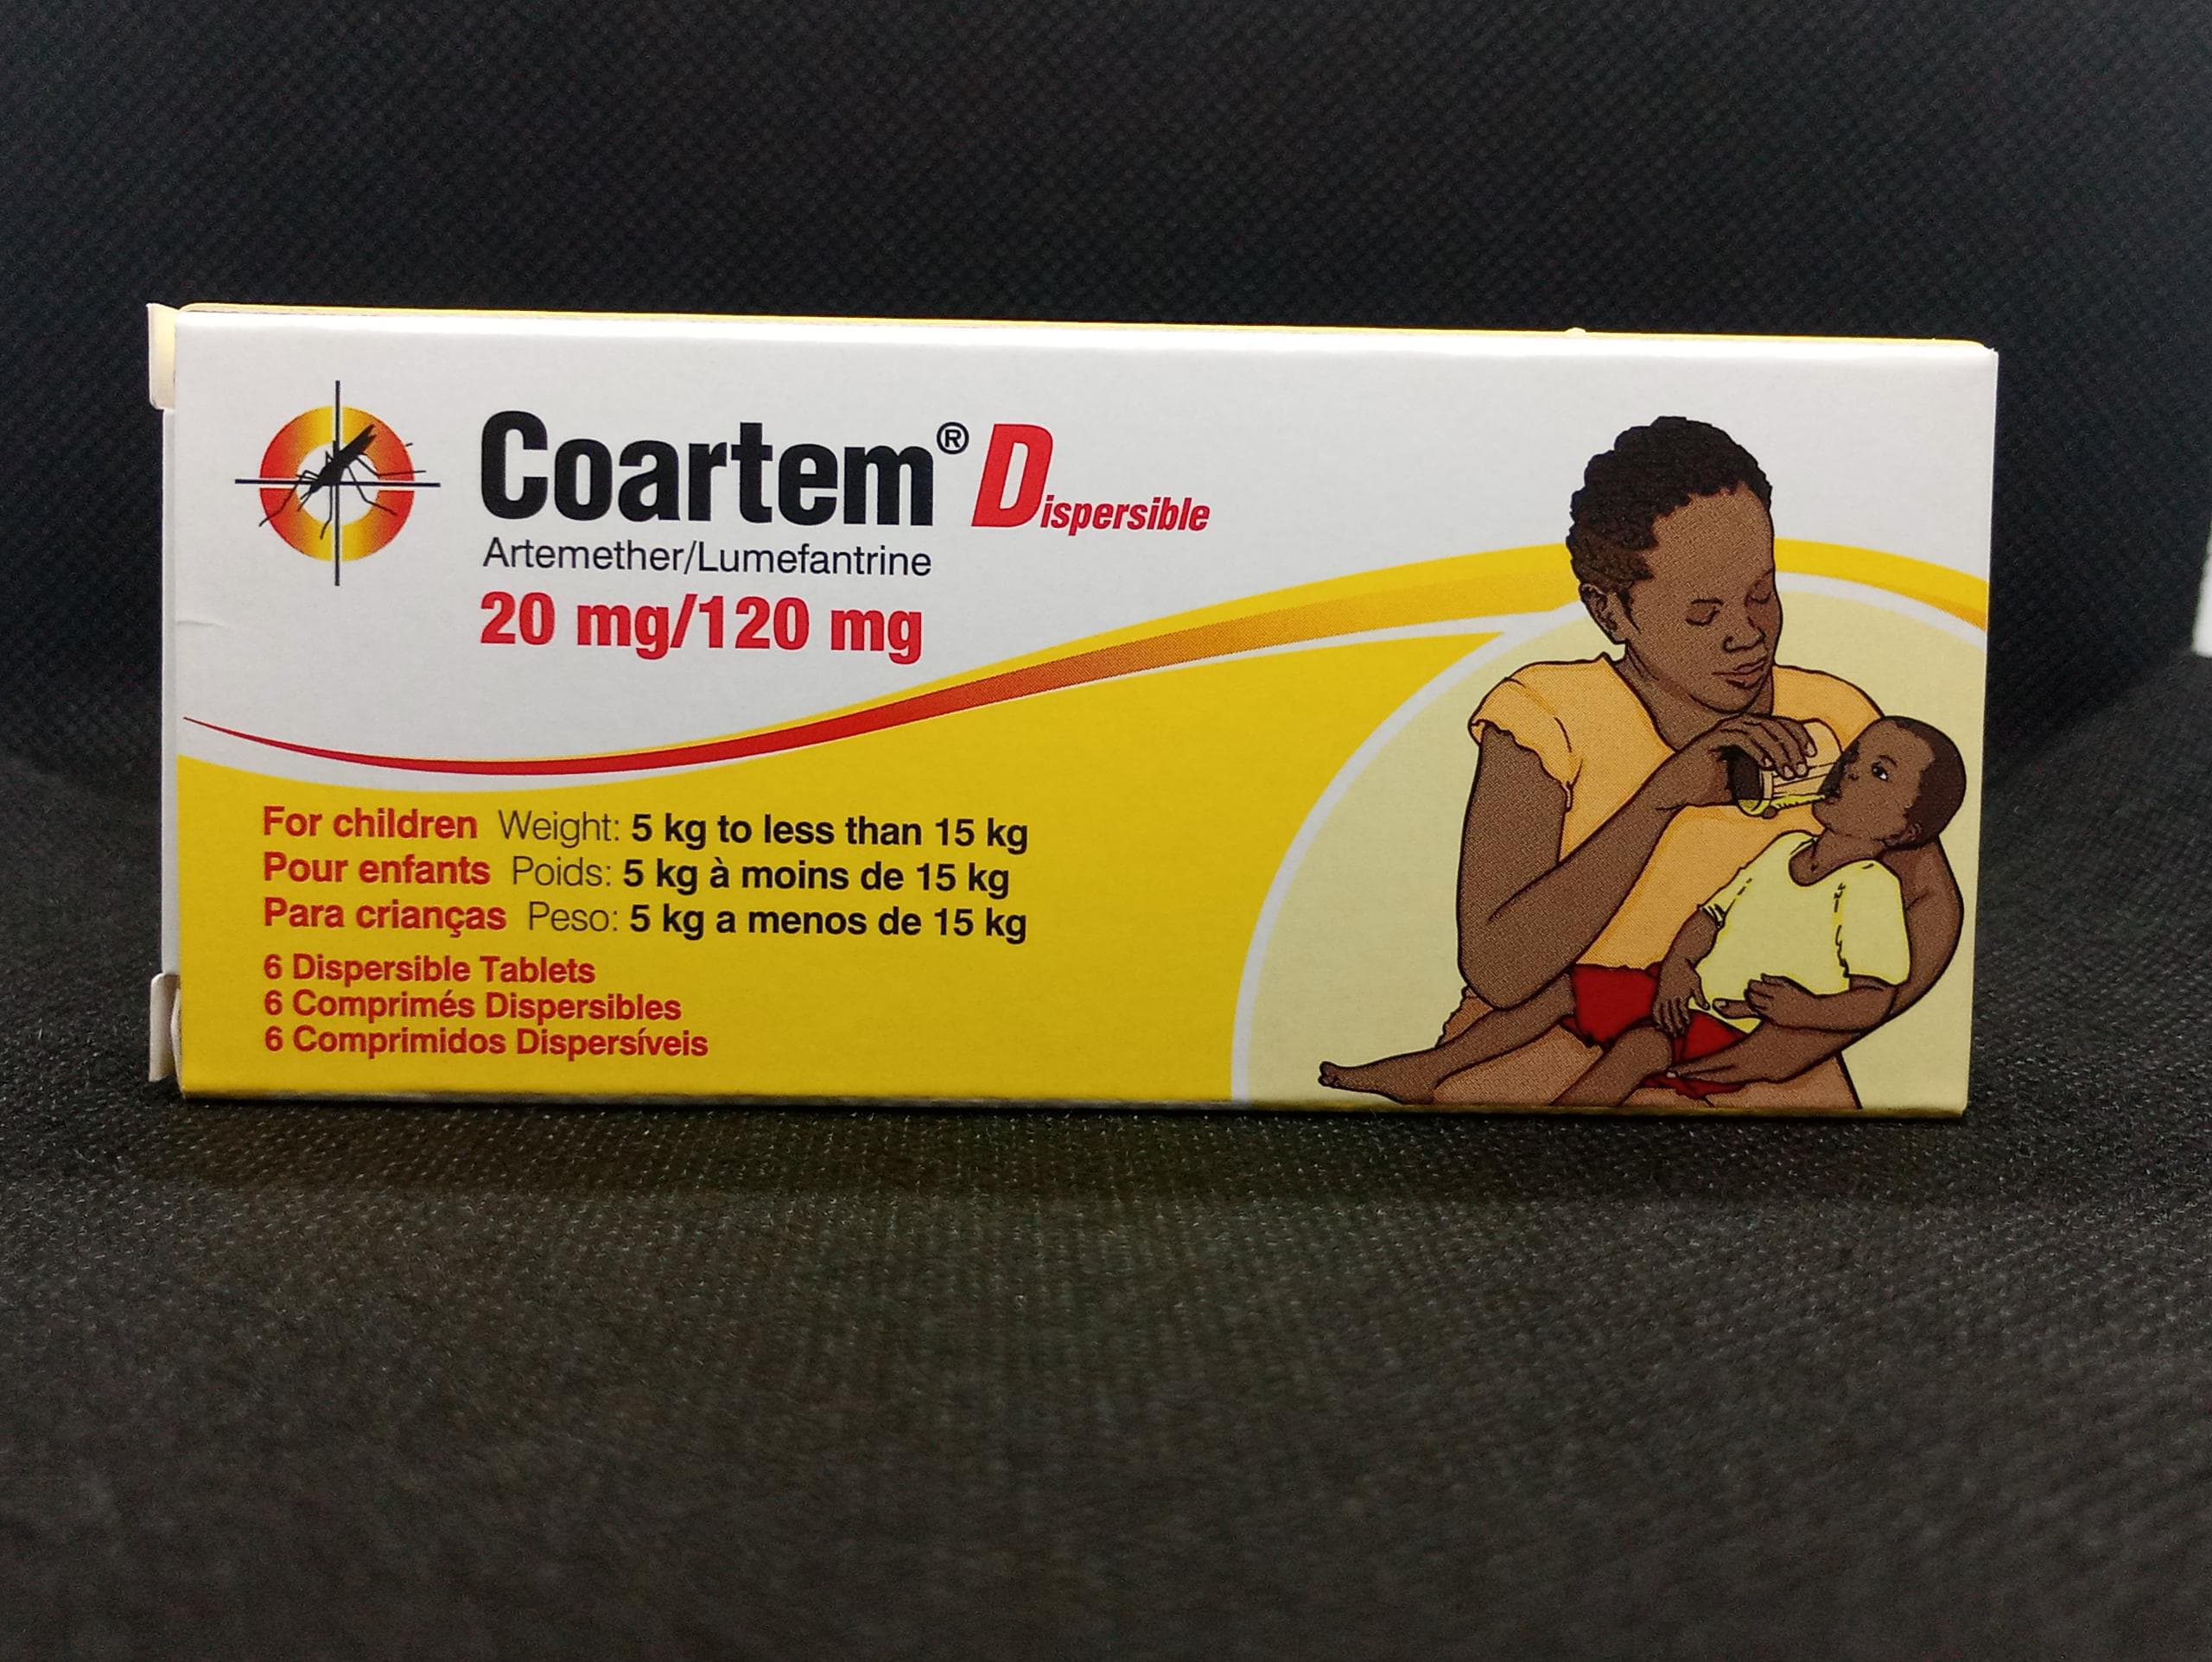 Coartem® Dispersible
Artemether/Lumefantrine
20 mg/120 mg
For children Weight: 5 kg to less than 15 kg
Pour enfants Poids: 5 kg à moins de 15 kg
Para crianças Peso: 5 kg a menos de 15 kg
6 Dispersible Tablets
6 Comprimés Dispersibles
6 Comprimidos Dispersíveis